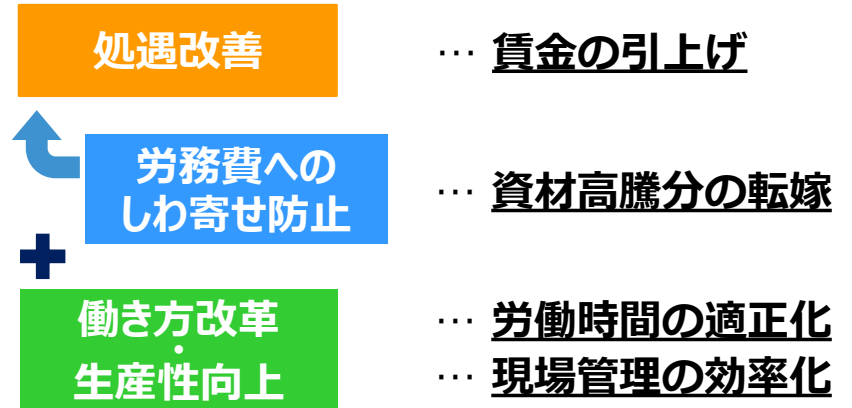 処遇改善 … 賃金の引上げ
労務費への
しわ寄せ防止 … 資材高騰分の転嫁
働き方改革 … 労働時間の適正化
・
生産性向上 … 現場管理の効率化